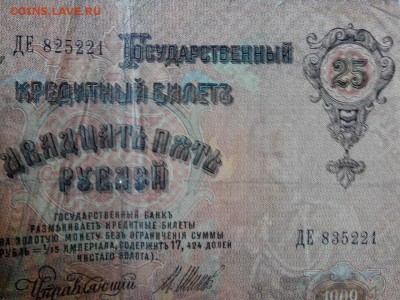 COINS.LAVE.RU
ДЕ 825221
Государственный
25
Кредитный Билетъ
Двадцать пять
Рублей
ГОСУДАРСТВЕННЫЙ БАНКЪ
РАЗМѢНИВАЕТЪ КРЕДИТНЫЕ БИЛЕТЫ
НА ЗОЛОТУЮ МОНЕТУ БЕЗЪ ОГРАНИЧЕНІЯ СУММЫ
РУБЛЬ = 1/15 ИМПЕРІАЛА, СОДЕРЖИТЪ 17, 424 ДОЛЕЙ
ЧИСТАГО ЗОЛОТА).
ДЕ 835221
Управляющій
1909